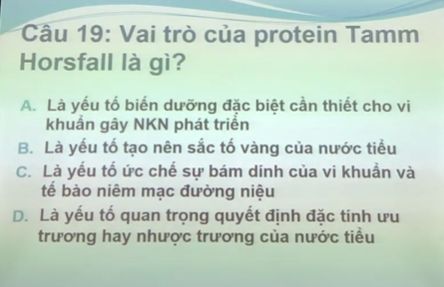 Câu 19: Vai trò của protein Tamm
Horsfall là gì?
A. Là yếu tố biến dưỡng đặc biệt cần thiết cho vi
khuẩn gây NKN phát triển
B. Là yếu tố tạo nên sắc tố vàng của nước tiểu
C. Là yếu tố ức chế sự bám dính của vi khuẩn và
tế bào niêm mạc đường niệu
D. Là yếu tố quan trọng quyết định đặc tính ưu
trương hay nhược trương của nước tiểu